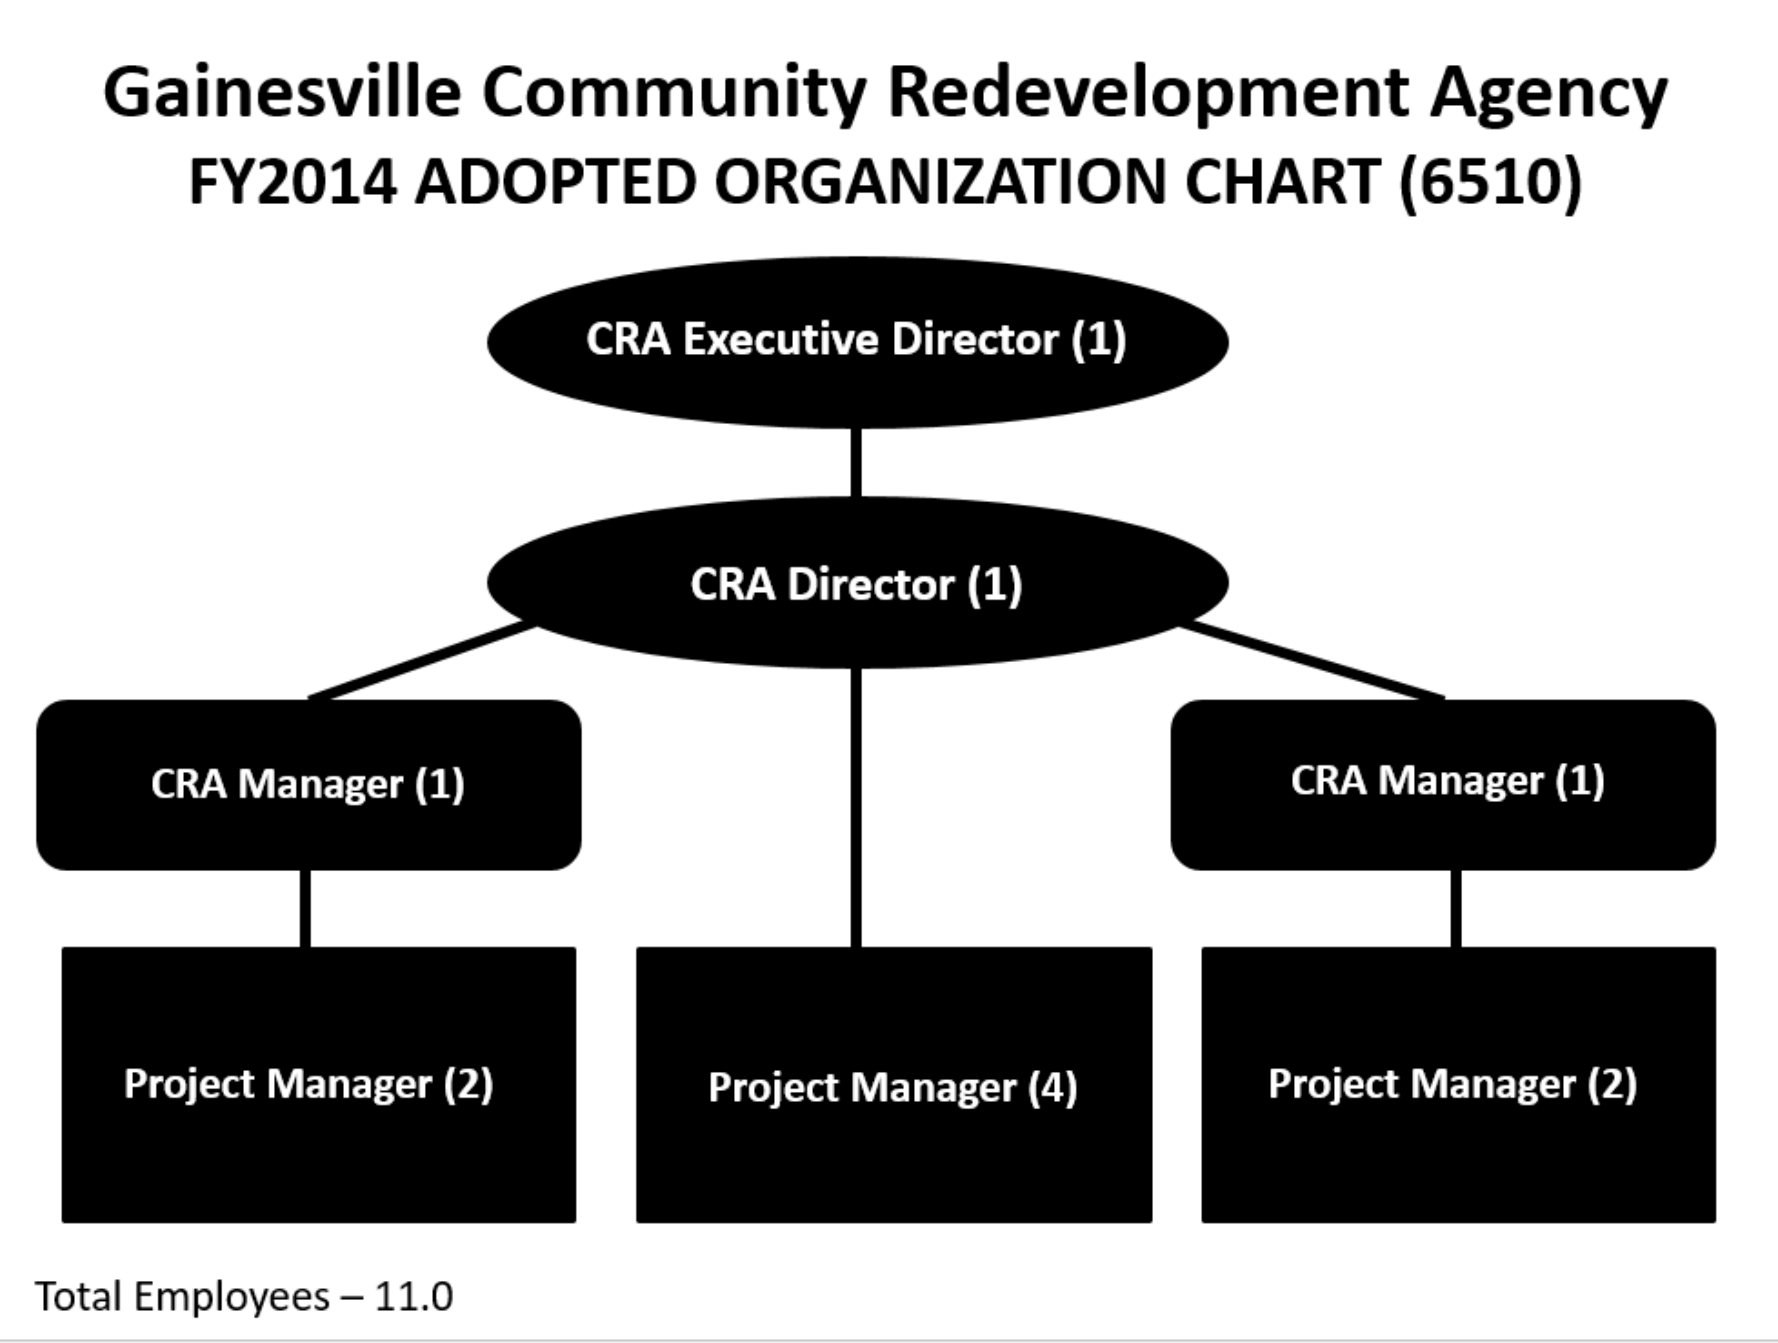 Gainesville Community Redevelopment Agency
FY2014 ADOPTED ORGANIZATION CHART (6510)
CRA Executive Director (1)
CRA Director (1)
CRA Manager (1)
CRA Manager (1)
Project Manager (2)
Project Manager (4)
Project Manager (2)
Total Employees – 11.0